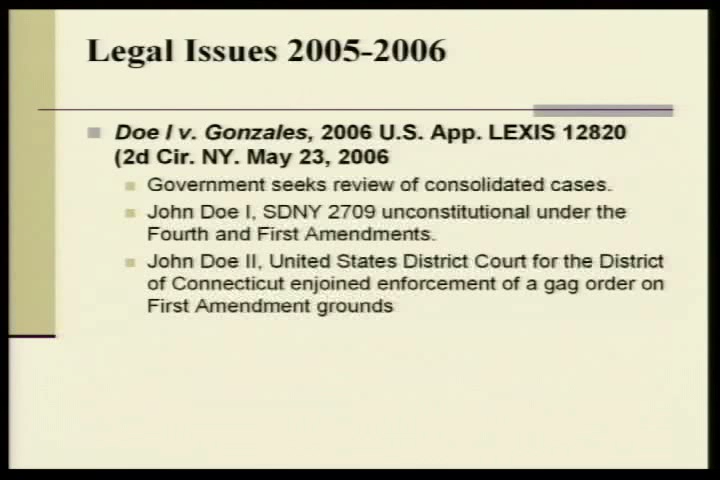 Legal Issues 2005-2006
Doe I v. Gonzales, 2006 U.S. App. LEXIS 12820
(2d Cir. NY. May 23, 2006
Government seeks review of consolidated cases.
John Doe I, SDNY 2709 unconstitutional under the
Fourth and First Amendments.
John Doe II, United States District Court for the District
of Connecticut enjoined enforcement of a gag order on
First Amendment grounds